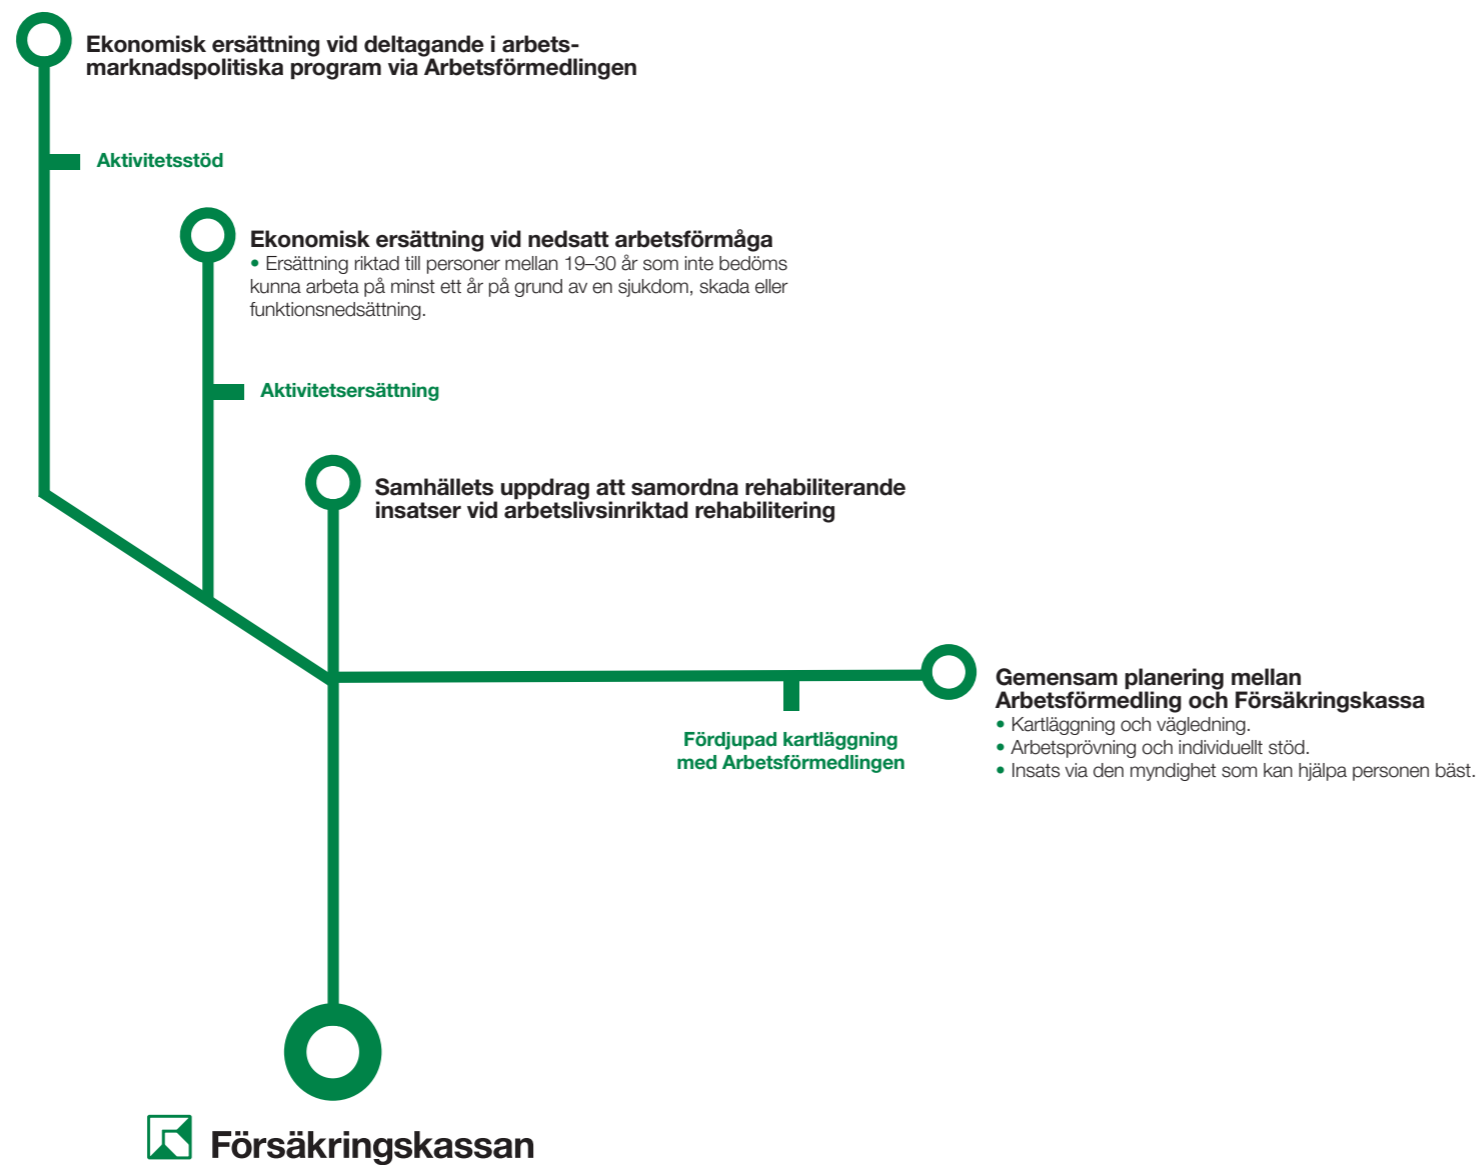 Ekonomisk ersättning vid deltagande i arbets-
marknadspolitiska program via Arbetsförmedlingen
Aktivitetsstöd
Ekonomisk ersättning vid nedsatt arbetsförmåga
• Ersättning riktad till personer mellan 19–30 år som inte bedöms
kunna arbeta på minst ett år på grund av en sjukdom, skada eller
funktionsnedsättning.
Aktivitetsersättning
Samhällets uppdrag att samordna rehabiliterande
insatser vid arbetslivsinriktad rehabilitering
Gemensam planering mellan
Arbetsförmedling och Försäkringskassa
• Kartläggning och vägledning.
• Arbetsprövning och individuellt stöd.
• Insats via den myndighet som kan hjälpa personen bäst.
Fördjupad kartläggning
med Arbetsförmedlingen
Försäkringskassan